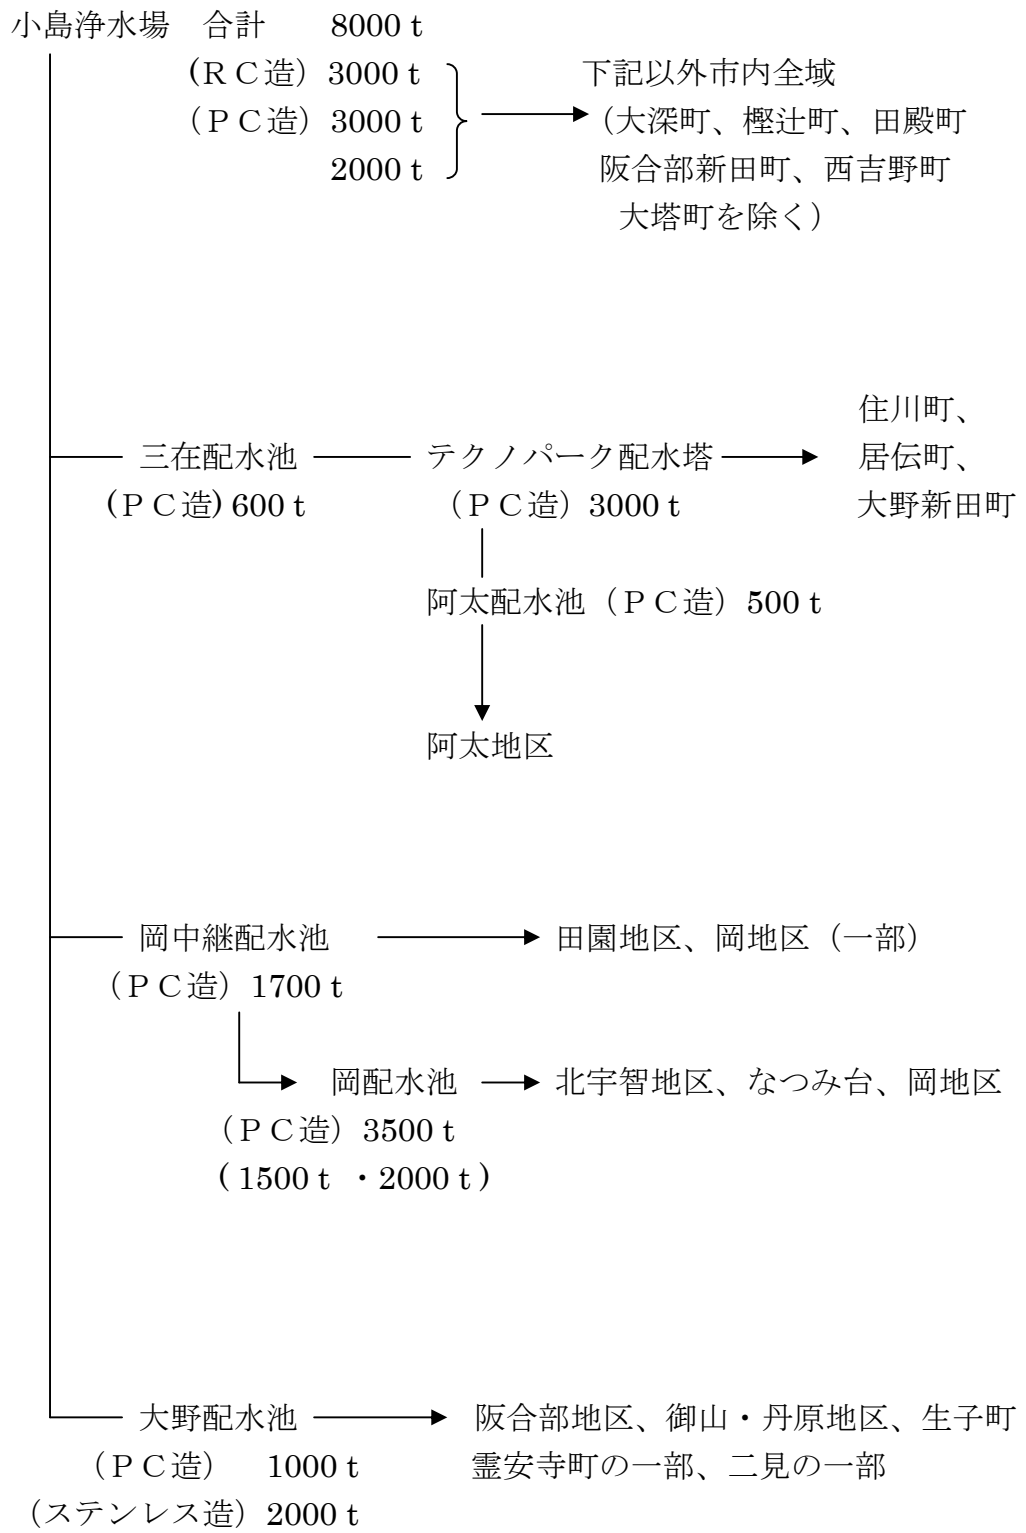 小島浄水場　合計　8000 t
(ＲＣ造）3000 t
（ＰＣ造）3000 t
2000 t
下記以外市内全域
（大深町、樫辻町、田殿町
阪合部新田町、西吉野町
大塔町を除く）
三在配水池
(ＰＣ造) 600 t
テクノパーク配水塔
（ＰＣ造）3000 t
住川町、
居伝町、
大野新田町
阿太配水池（ＰＣ造）500 t
阿太地区
岡中継配水池
（ＰＣ造）1700 t
田園地区、岡地区（一部）
岡配水池
（ＰＣ造）3500 t
（1500 t ・2000 t）
北宇智地区、なつみ台、岡地区
大野配水池
（ＰＣ造）　1000 t
（ステンレス造）2000 t
阪合部地区、御山・丹原地区、生子町
霊安寺町の一部、二見の一部